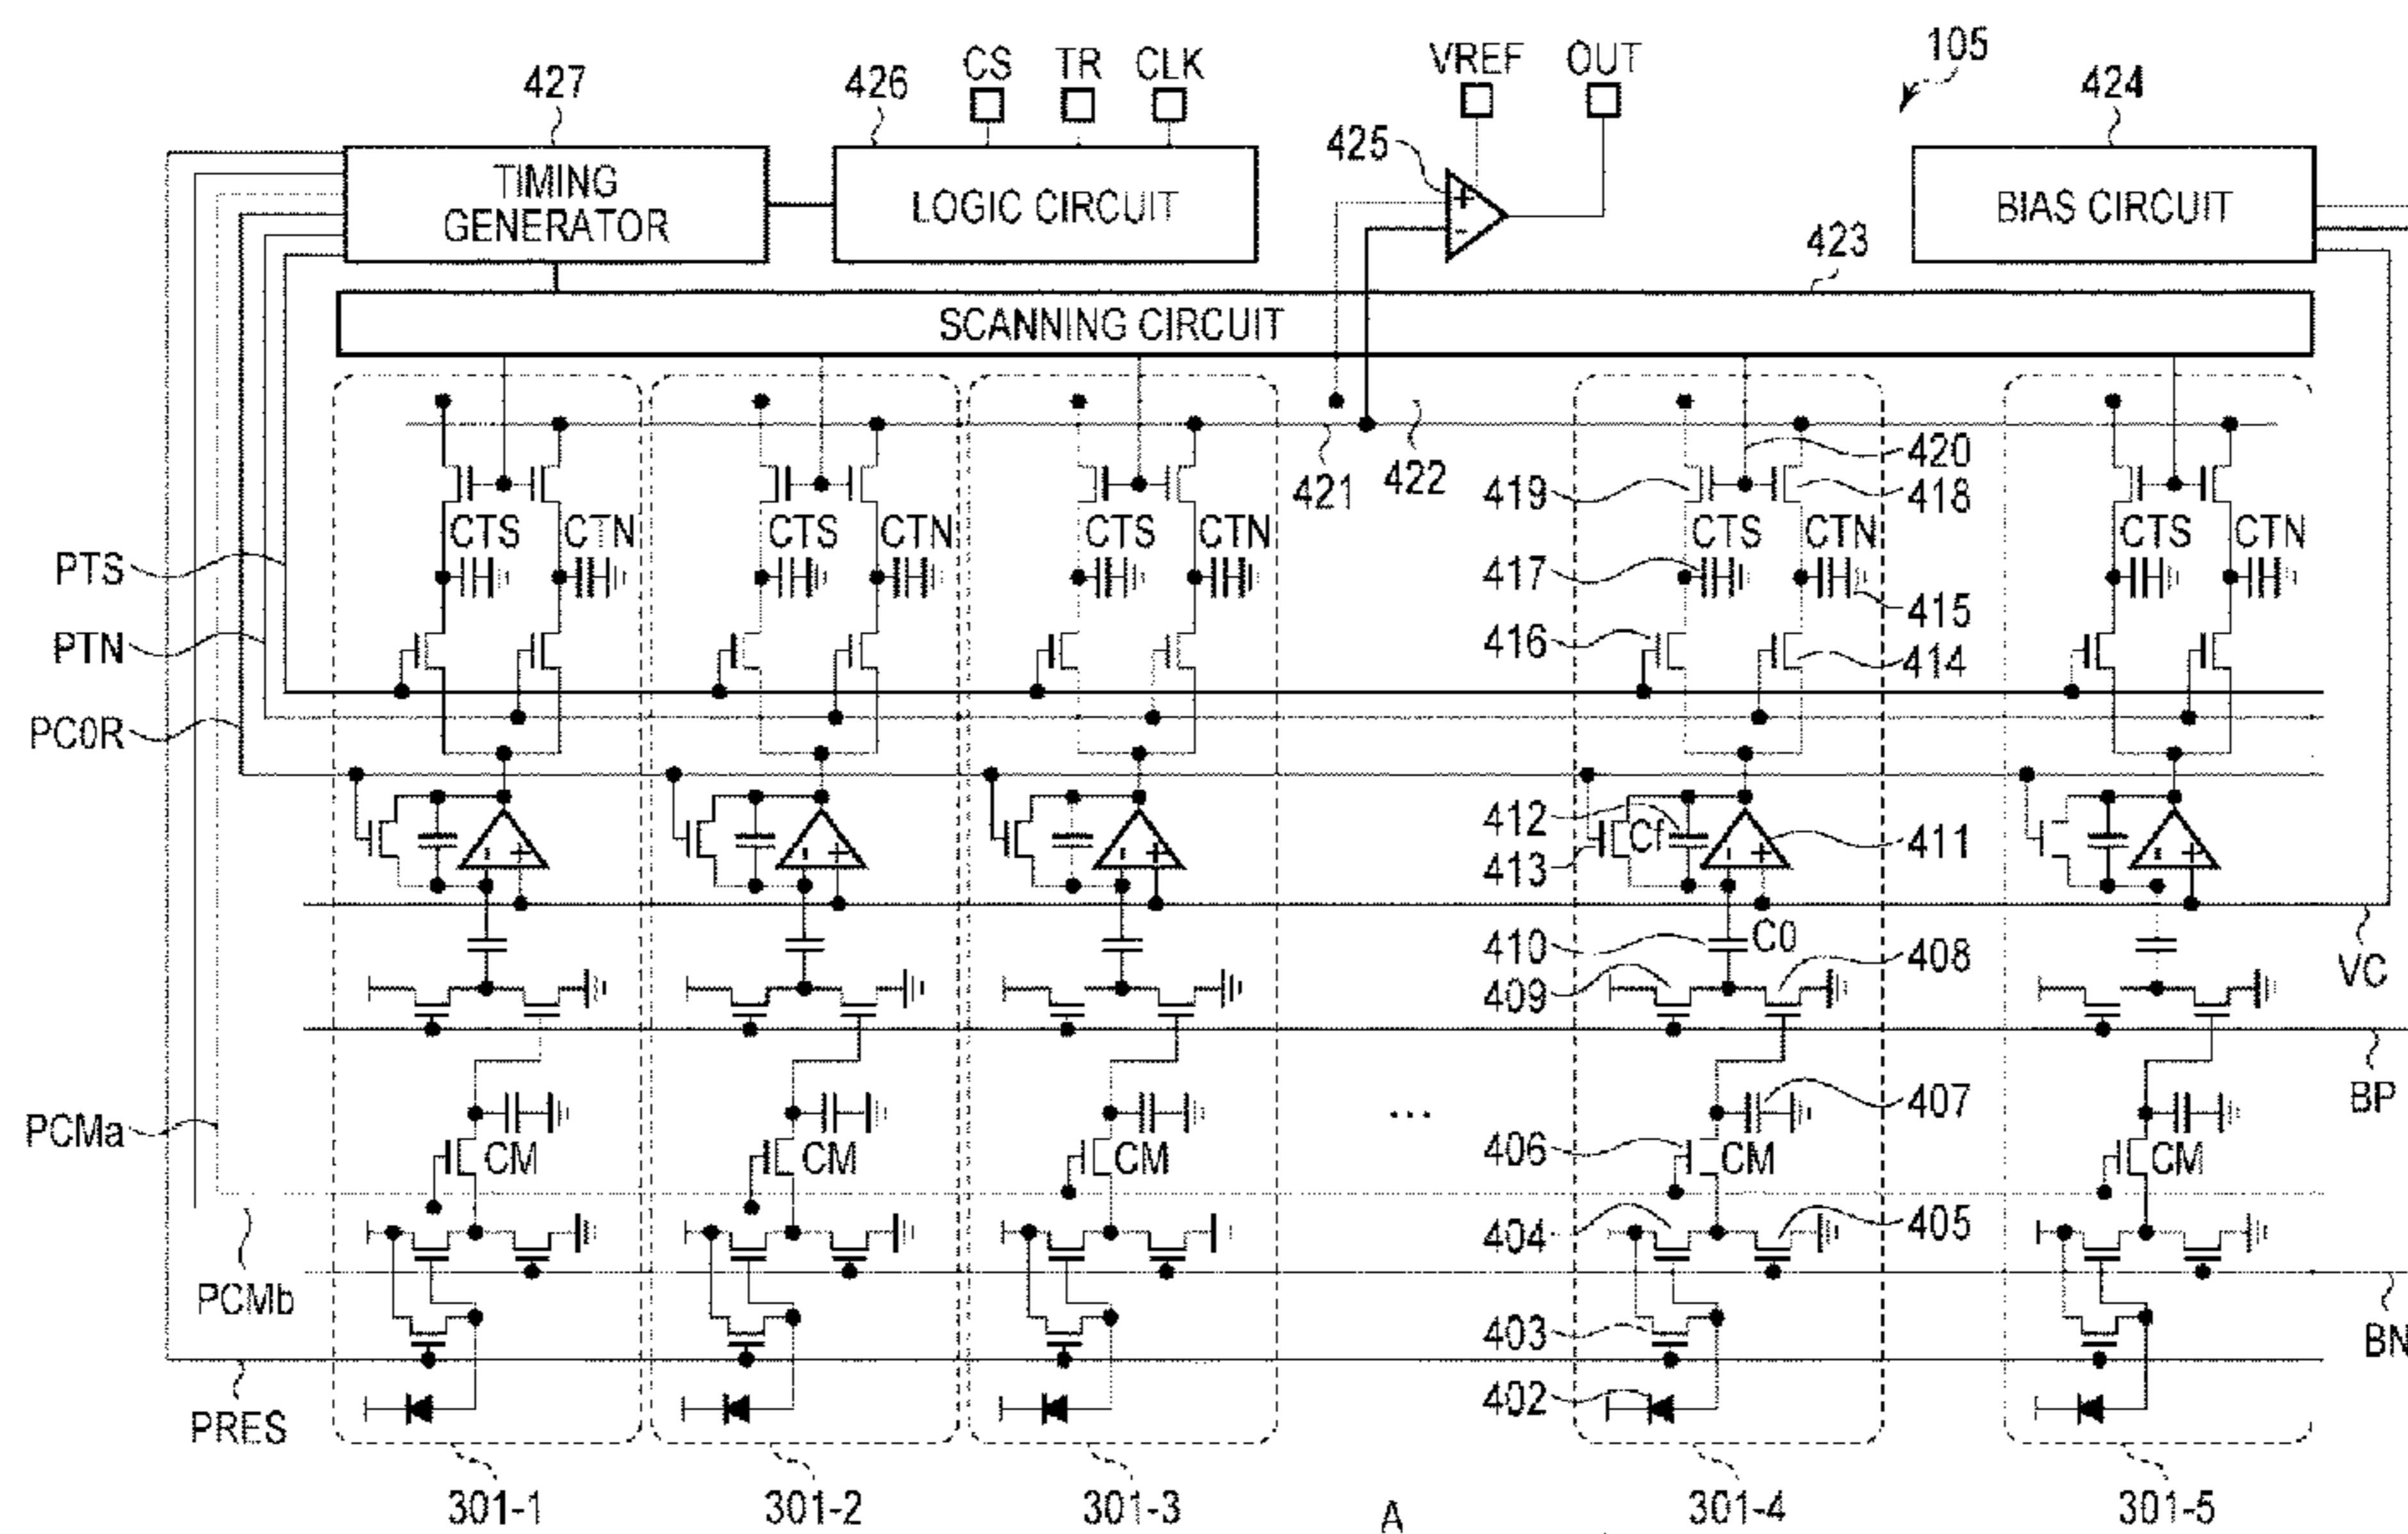 CS TR CLK VREF OUT 105
427 426 425 424
TIMING GENERATOR
LOGIC CIRCUIT
+
-
BIAS CIRCUIT
423
SCANNING CIRCUIT
421 422 420
419 418
CTS CTN CTS CTN CTS CTN CTS CTN CTS CTN
PTS 417 415
PTN 416 414
PC0R
412 Cf 411
413
- + - + - + - + - +
410 C0 408
409 VC
BP
407
PCMa ... 406
CM CM CM CM CM
404 405
PCMb
403 BN
402
PRES
301-1 301-2 301-3 A 301-4 301-5